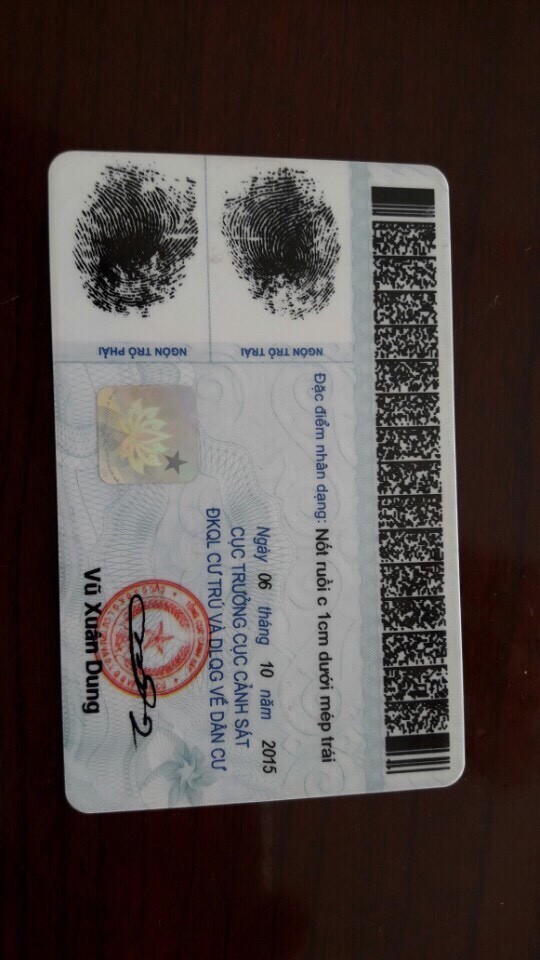 NGÓN TRỎ TRÁI
NGÓN TRỎ PHẢI
Đặc điểm nhân dạng: Nốt ruồi c 1cm dưới mép trái
Ngày 06 tháng 10 năm 2015
CỤC TRƯỞNG CỤC CẢNH SÁT
ĐKQL CƯ TRÚ VÀ DLQG VỀ DÂN CƯ
Vũ Xuân Dung